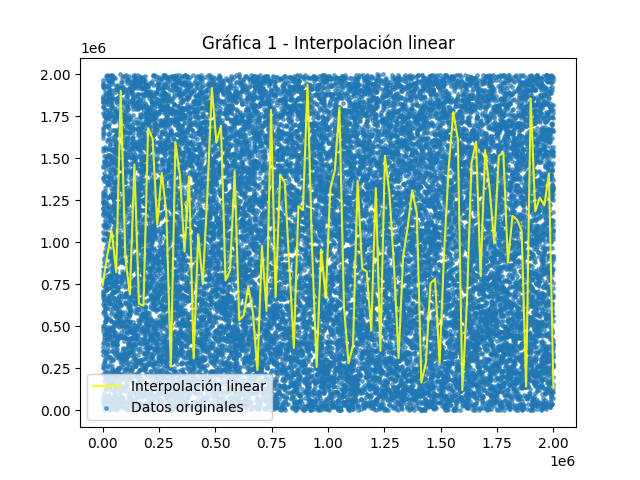 Gráfica 1 - Interpolación linear
1e6
2.00
1.75
1.50
1.25
1.00
0.75
0.50
0.25
0.00
Interpolación linear
Datos originales
0.00 0.25 0.50 0.75 1.00 1.25 1.50 1.75 2.00
1e6